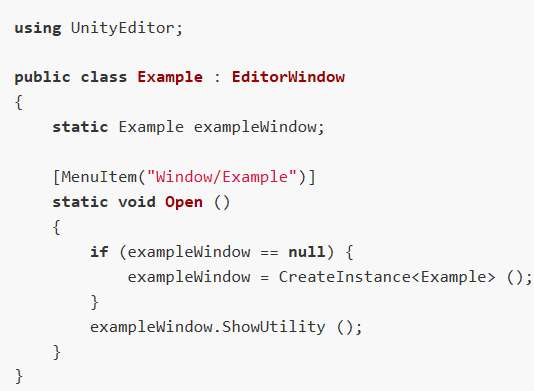 using UnityEditor;
public class Example : EditorWindow
{
    static Example exampleWindow;
    [MenuItem("Window/Example")]
    static void Open ()
    {
        if (exampleWindow == null) {
            exampleWindow = CreateInstance<Example> ();
        }
        exampleWindow.ShowUtility ();
    }
}